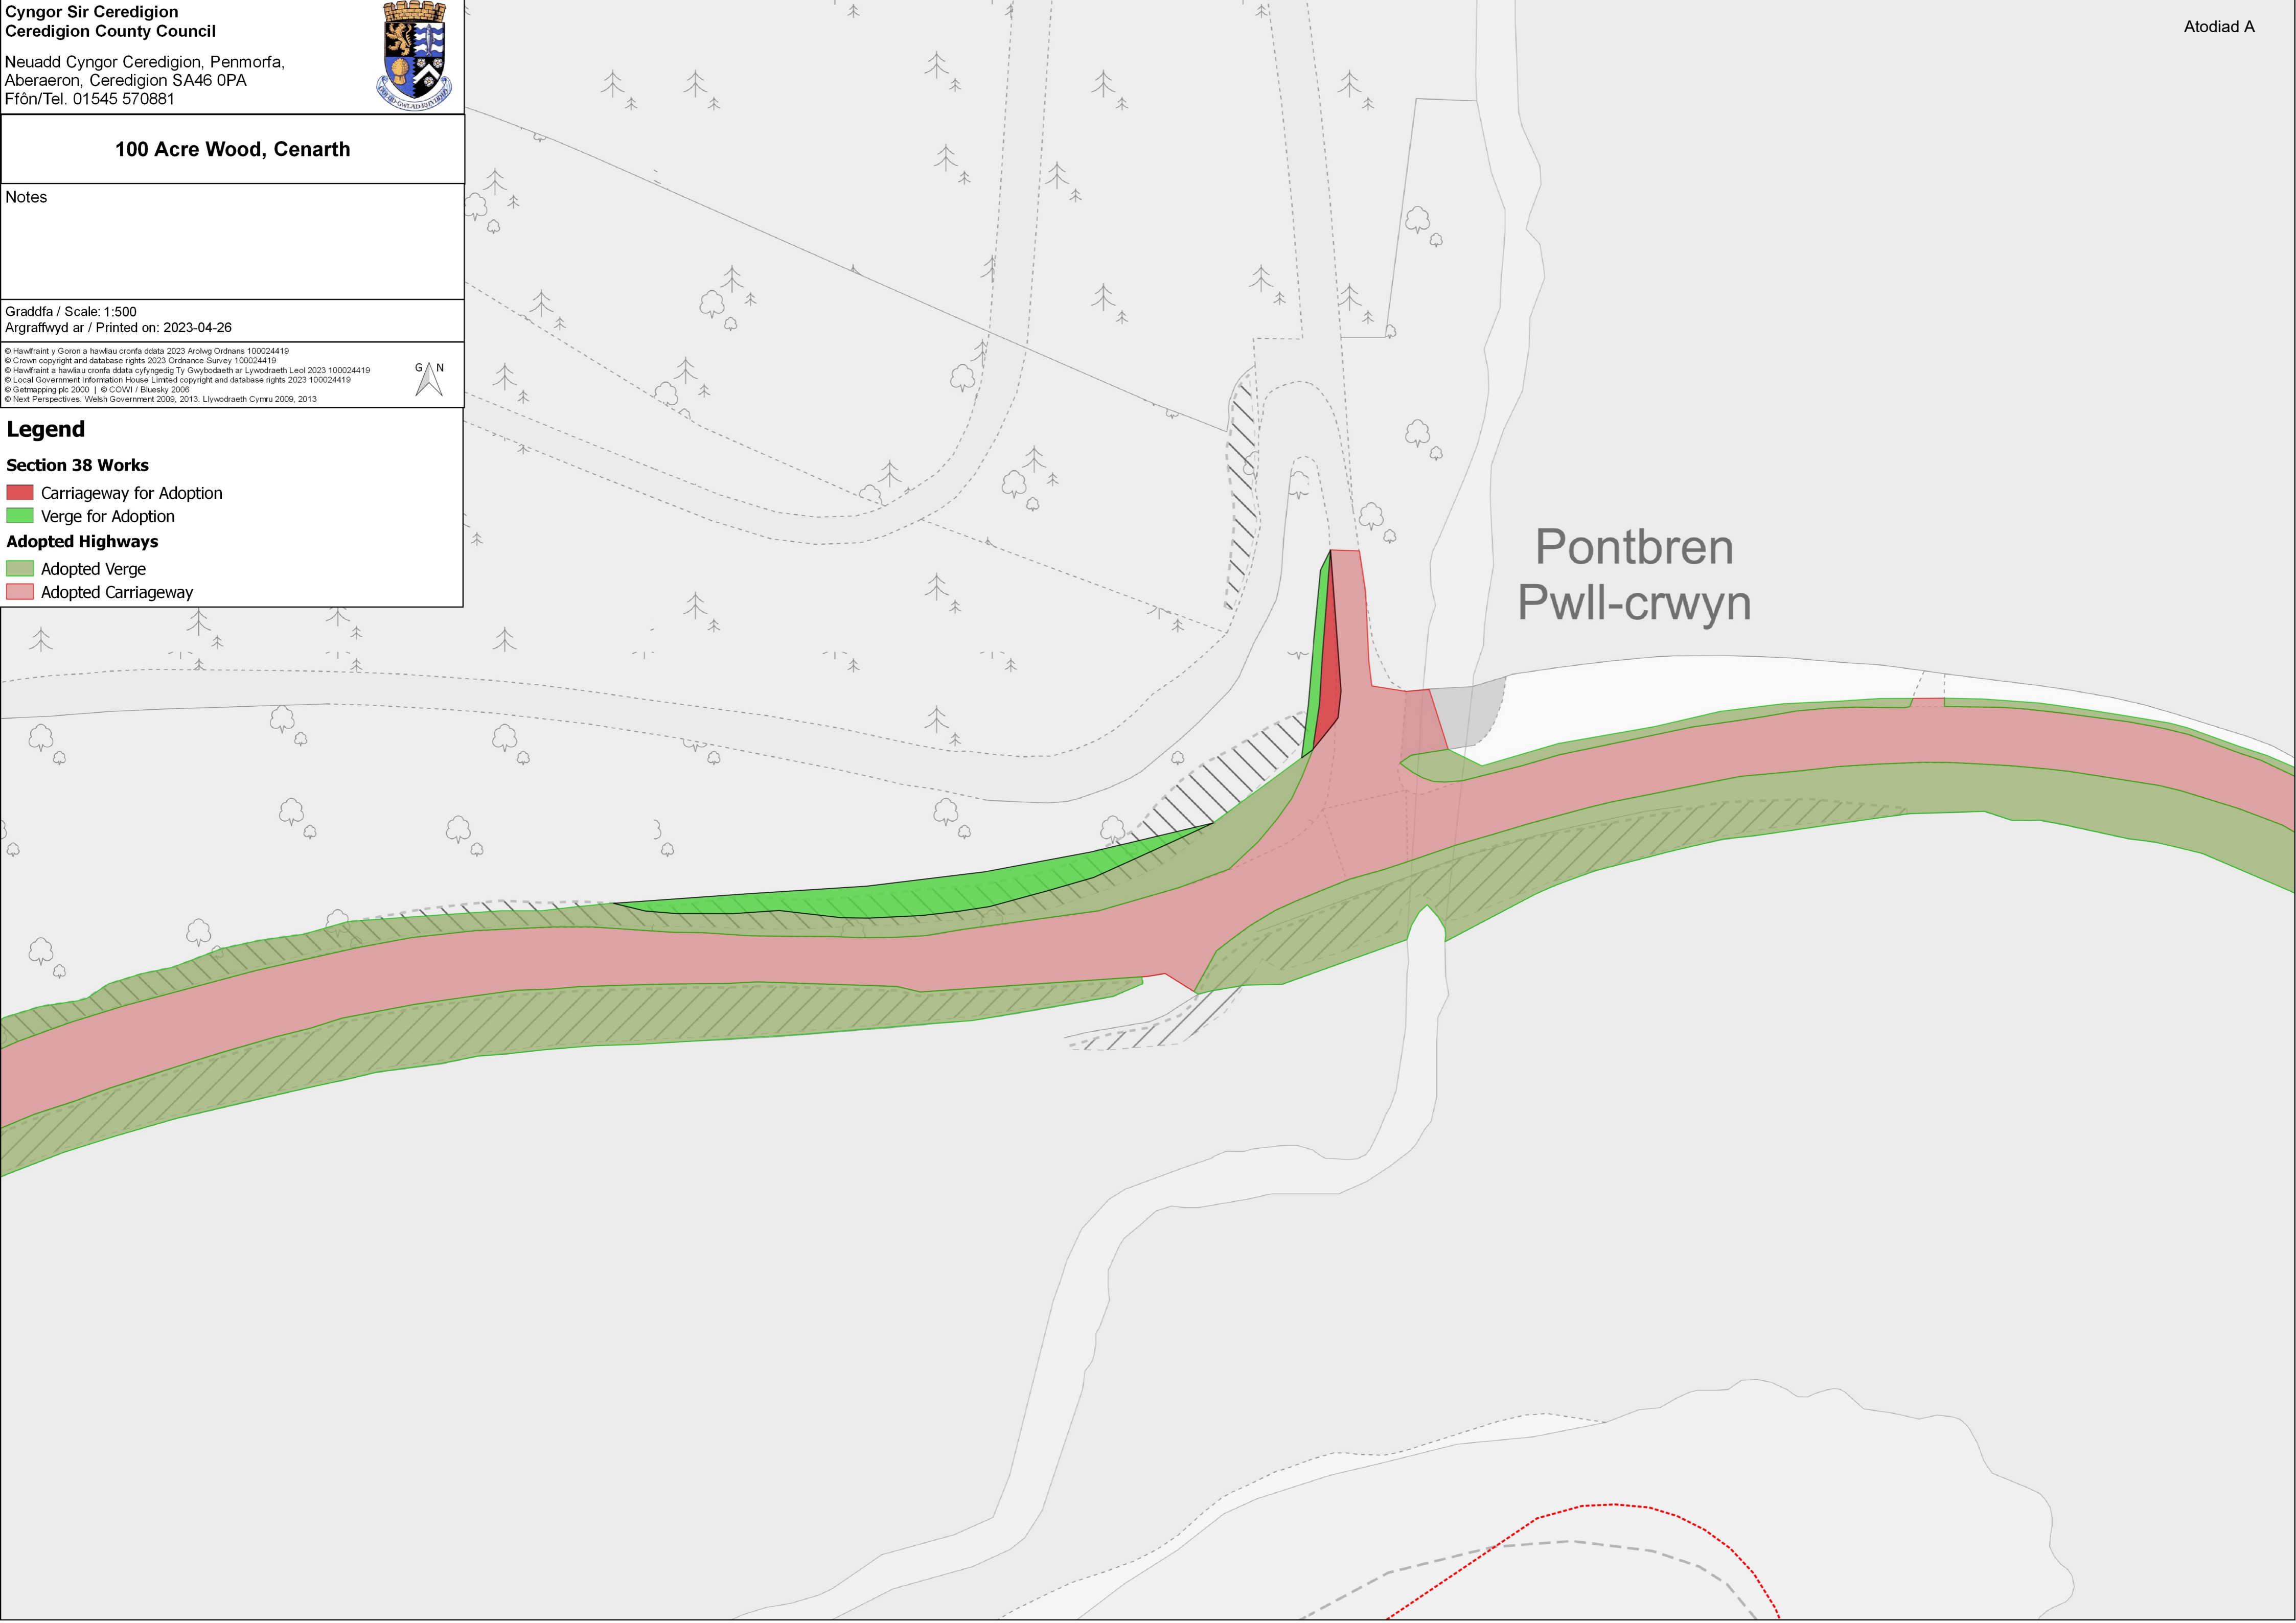 Cyngor Sir Ceredigion
Ceredigion County Council
Neuadd Cyngor Ceredigion, Penmorfa,
Aberaeron, Ceredigion SA46 0PA
Ffôn/Tel. 01545 570881
Atodiad A
100 Acre Wood, Cenarth
Notes
Graddfa / Scale: 1:500
Argraffwyd ar / Printed on: 2023-04-26
© Hawlfraint y Goron a hawliau cronfa ddata 2023 Arolwg Ordnans 100024419
© Crown copyright and database rights 2023 Ordnance Survey 100024419
© Hawlfraint a hawliau cronfa ddata cyfyngedig Ty Gwybodaeth ar Lywodraeth Leol 2023 100024419
© Local Government Information House Limited copyright and database rights 2023 100024419
© Getmapping plc 2000 | © COWI / Bluesky 2006
© Next Perspectives. Welsh Government 2009, 2013. Llywodraeth Cymru 2009, 2013
G N
Legend
Section 38 Works
Carriageway for Adoption
Verge for Adoption
Adopted Highways
Adopted Verge
Adopted Carriageway
Pontbren
Pwll-crwyn